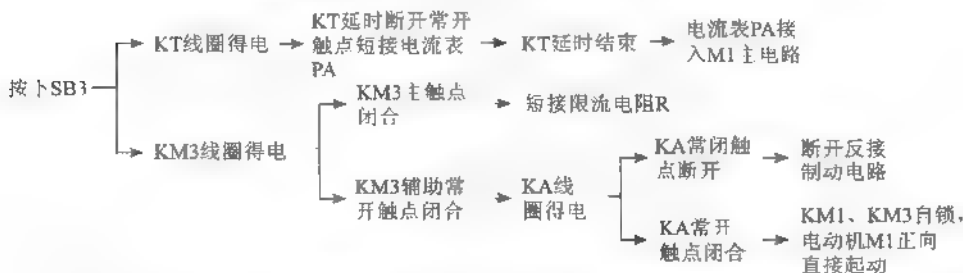 按下SB3
KT线圈得电
KT延时断开常开
触点短接电流表
PA
KT延时结束
电流表PA接
入M1主电路
KM3线圈得电
KM3主触点
闭合
短接限流电阻R
KM3辅助常
开触点闭合
KA线
圈得电
KA常闭触
点断开
断开反接
制动电路
KA常开
触点闭合
KM1、KM3自锁,
电动机M1正向
直接起动